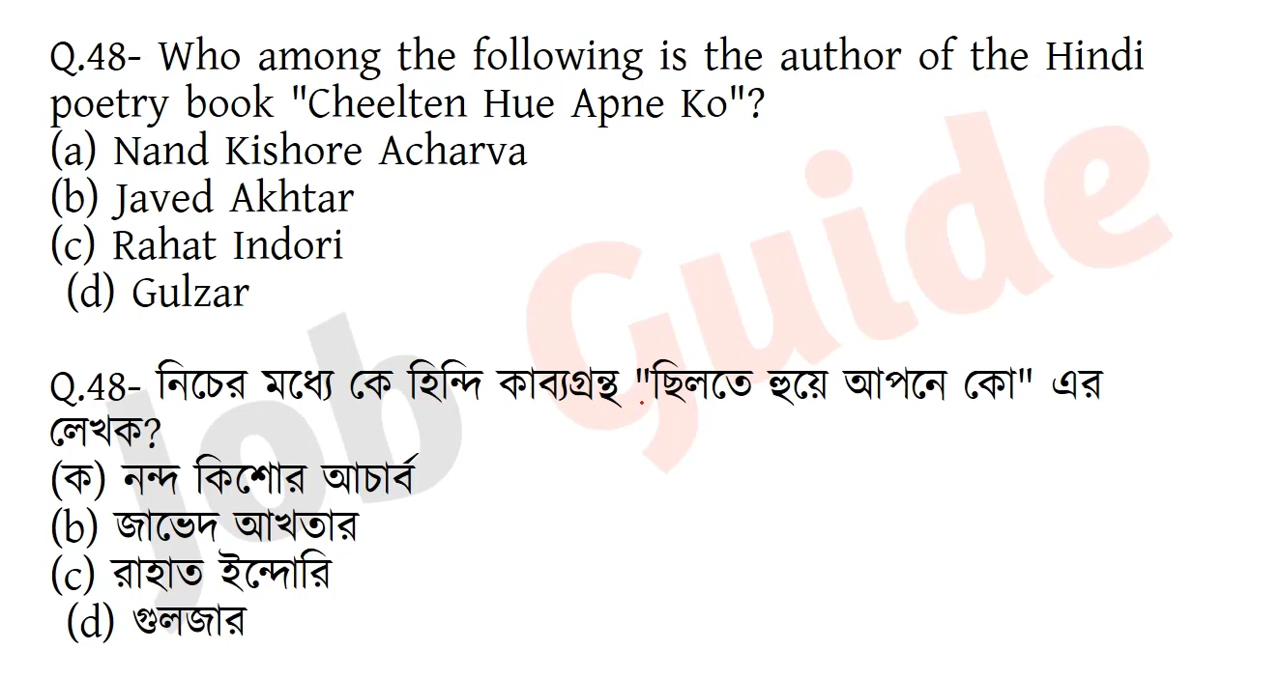 Q.48- Who among the following is the author of the Hindi
poetry book "Cheelten Hue Apne Ko"?
(a) Nand Kishore Acharva
(b) Javed Akhtar
(c) Rahat Indori
(d) Gulzar
Q.48- নিচের মধ্যে কে হিন্দি কাব্যগ্রন্থ "ছিলতে হুয়ে আপনে কো" এর
লেখক?
(ক) নন্দ কিশোর আচার্ব
(b) জাভেদ আখতার
(c) রাহাত ইন্দোরি
(d) গুলজার
Job Guide